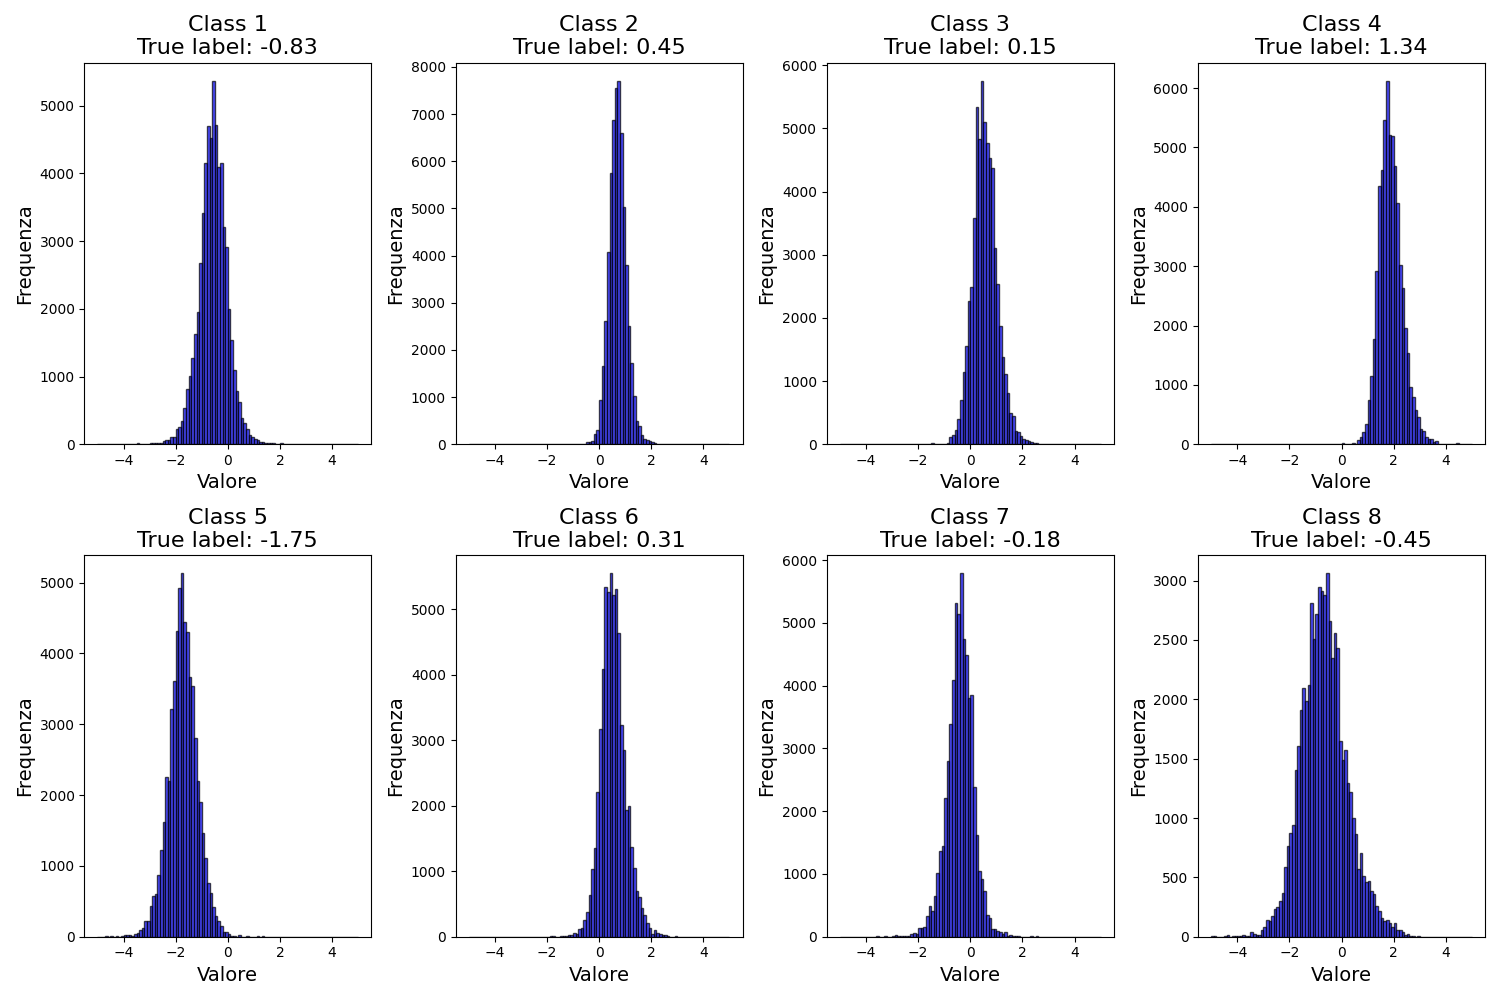 Class 1
True label: -0.83
Frequenza
5000
4000
3000
2000
1000
0
−4 −2 0 2 4
Valore
Class 2
True label: 0.45
Frequenza
8000
7000
6000
5000
4000
3000
2000
1000
0
−4 −2 0 2 4
Valore
Class 3
True label: 0.15
Frequenza
6000
5000
4000
3000
2000
1000
0
−4 −2 0 2 4
Valore
Class 4
True label: 1.34
Frequenza
6000
5000
4000
3000
2000
1000
0
−4 −2 0 2 4
Valore
Class 5
True label: -1.75
Frequenza
5000
4000
3000
2000
1000
0
−4 −2 0 2 4
Valore
Class 6
True label: 0.31
Frequenza
5000
4000
3000
2000
1000
0
−4 −2 0 2 4
Valore
Class 7
True label: -0.18
Frequenza
6000
5000
4000
3000
2000
1000
0
−4 −2 0 2 4
Valore
Class 8
True label: -0.45
Frequenza
3000
2500
2000
1500
1000
500
0
−4 −2 0 2 4
Valore